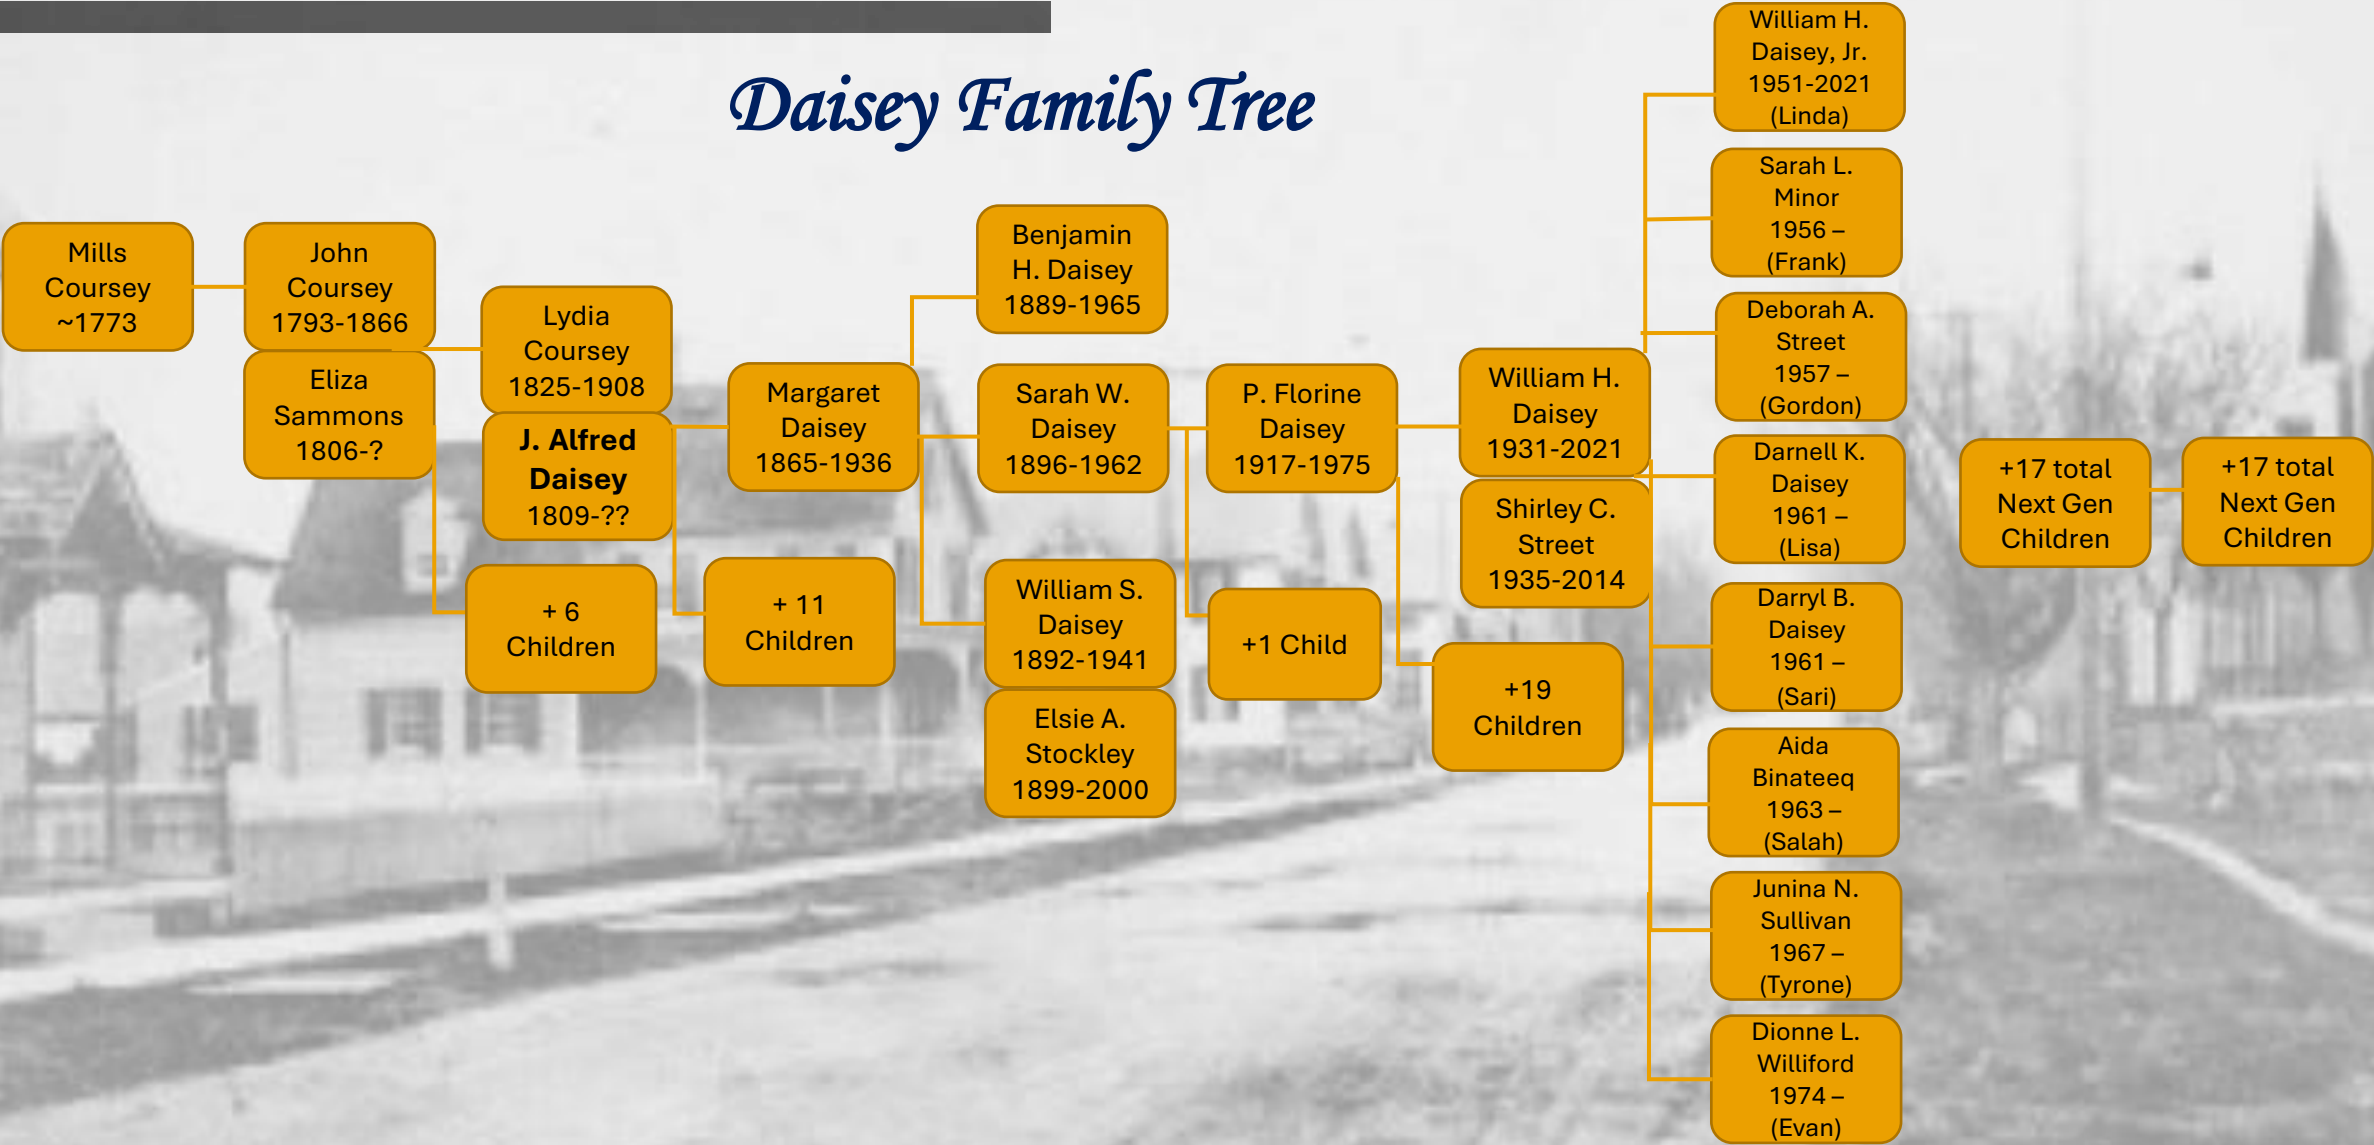 Daisey Family Tree
Mills
Coursey
~1773
John
Coursey
1793-1866
Eliza
Sammons
1806-?
Lydia
Coursey
1825-1908
J. Alfred
Daisey
1809-??
+ 6
Children
Margaret
Daisey
1865-1936
+ 11
Children
Benjamin
H. Daisey
1889-1965
Sarah W.
Daisey
1896-1962
William S.
Daisey
1892-1941
Elsie A.
Stockley
1899-2000
P. Florine
Daisey
1917-1975
+1 Child
William H.
Daisey
1931-2021
Shirley C.
Street
1935-2014
+19
Children
William H.
Daisey, Jr.
1951-2021
(Linda)
Sarah L.
Minor
1956 –
(Frank)
Deborah A.
Street
1957 –
(Gordon)
Darnell K.
Daisey
1961 –
(Lisa)
Darryl B.
Daisey
1961 –
(Sari)
Aida
Binateeq
1963 –
(Salah)
Junina N.
Sullivan
1967 –
(Tyrone)
Dionne L.
Williford
1974 –
(Evan)
+17 total
Next Gen
Children
+17 total
Next Gen
Children